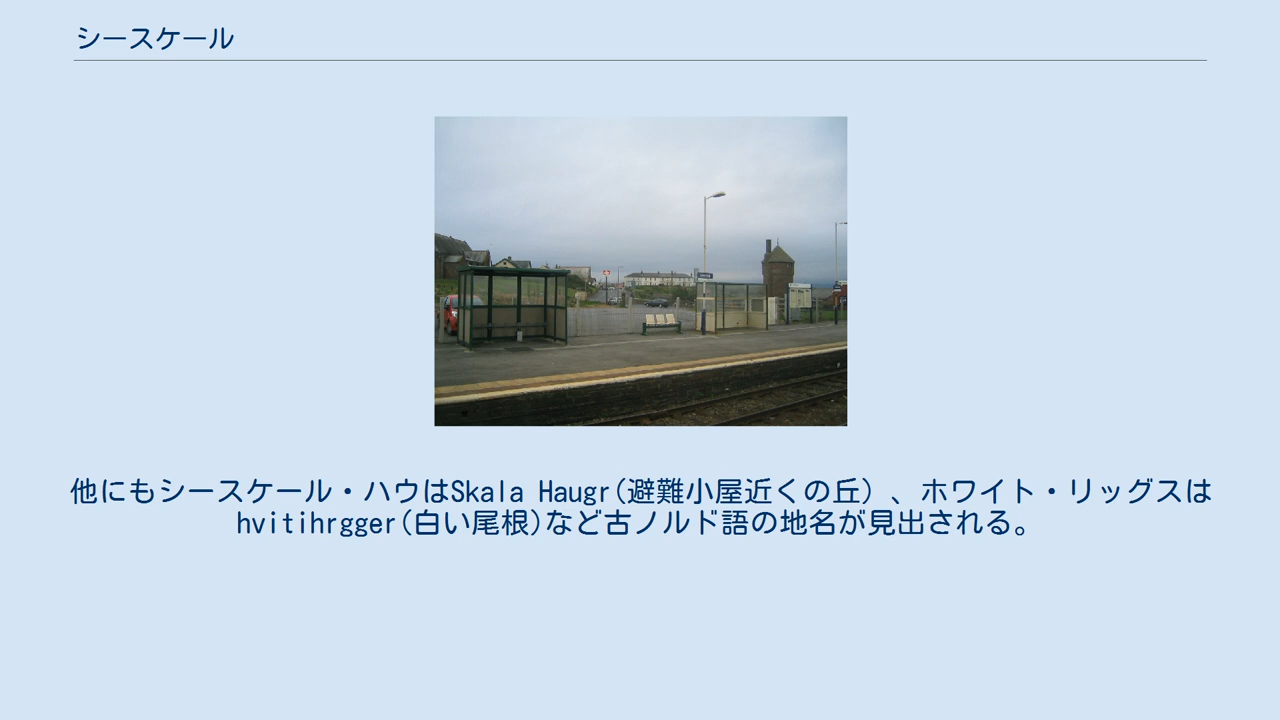 シースケール
他にもシースケール・ハウはSkala Haugr(避難小屋近くの丘）、ホワイト・リッグスは
hvitihrgger(白い尾根)など古ノルド語の地名が見出される。